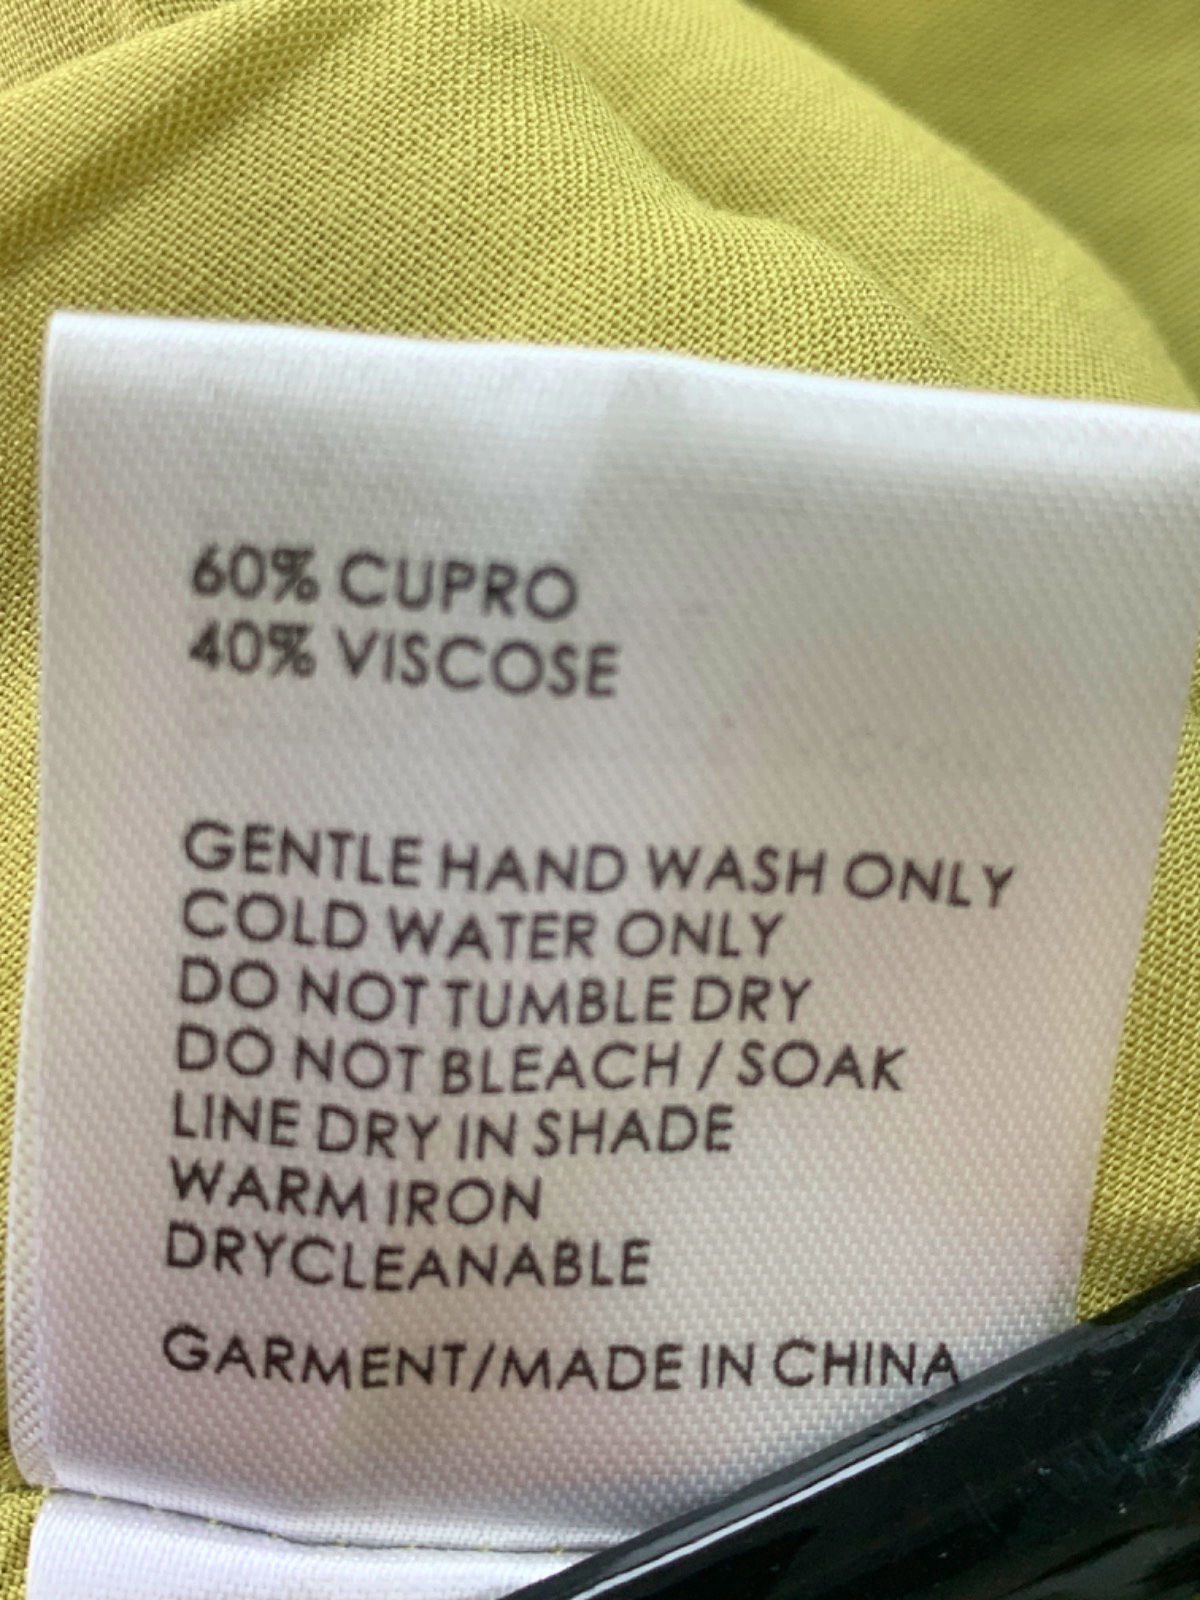 60% CUPRO
40% VISCOSE
GENTLE HAND WASH ONLY
COLD WATER ONLY
DO NOT TUMBLE DRY
DO NOT BLEACH / SOAK
LINE DRY IN SHADE
WARM IRON
DRYCLEANABLE
GARMENT/MADE IN CHINA